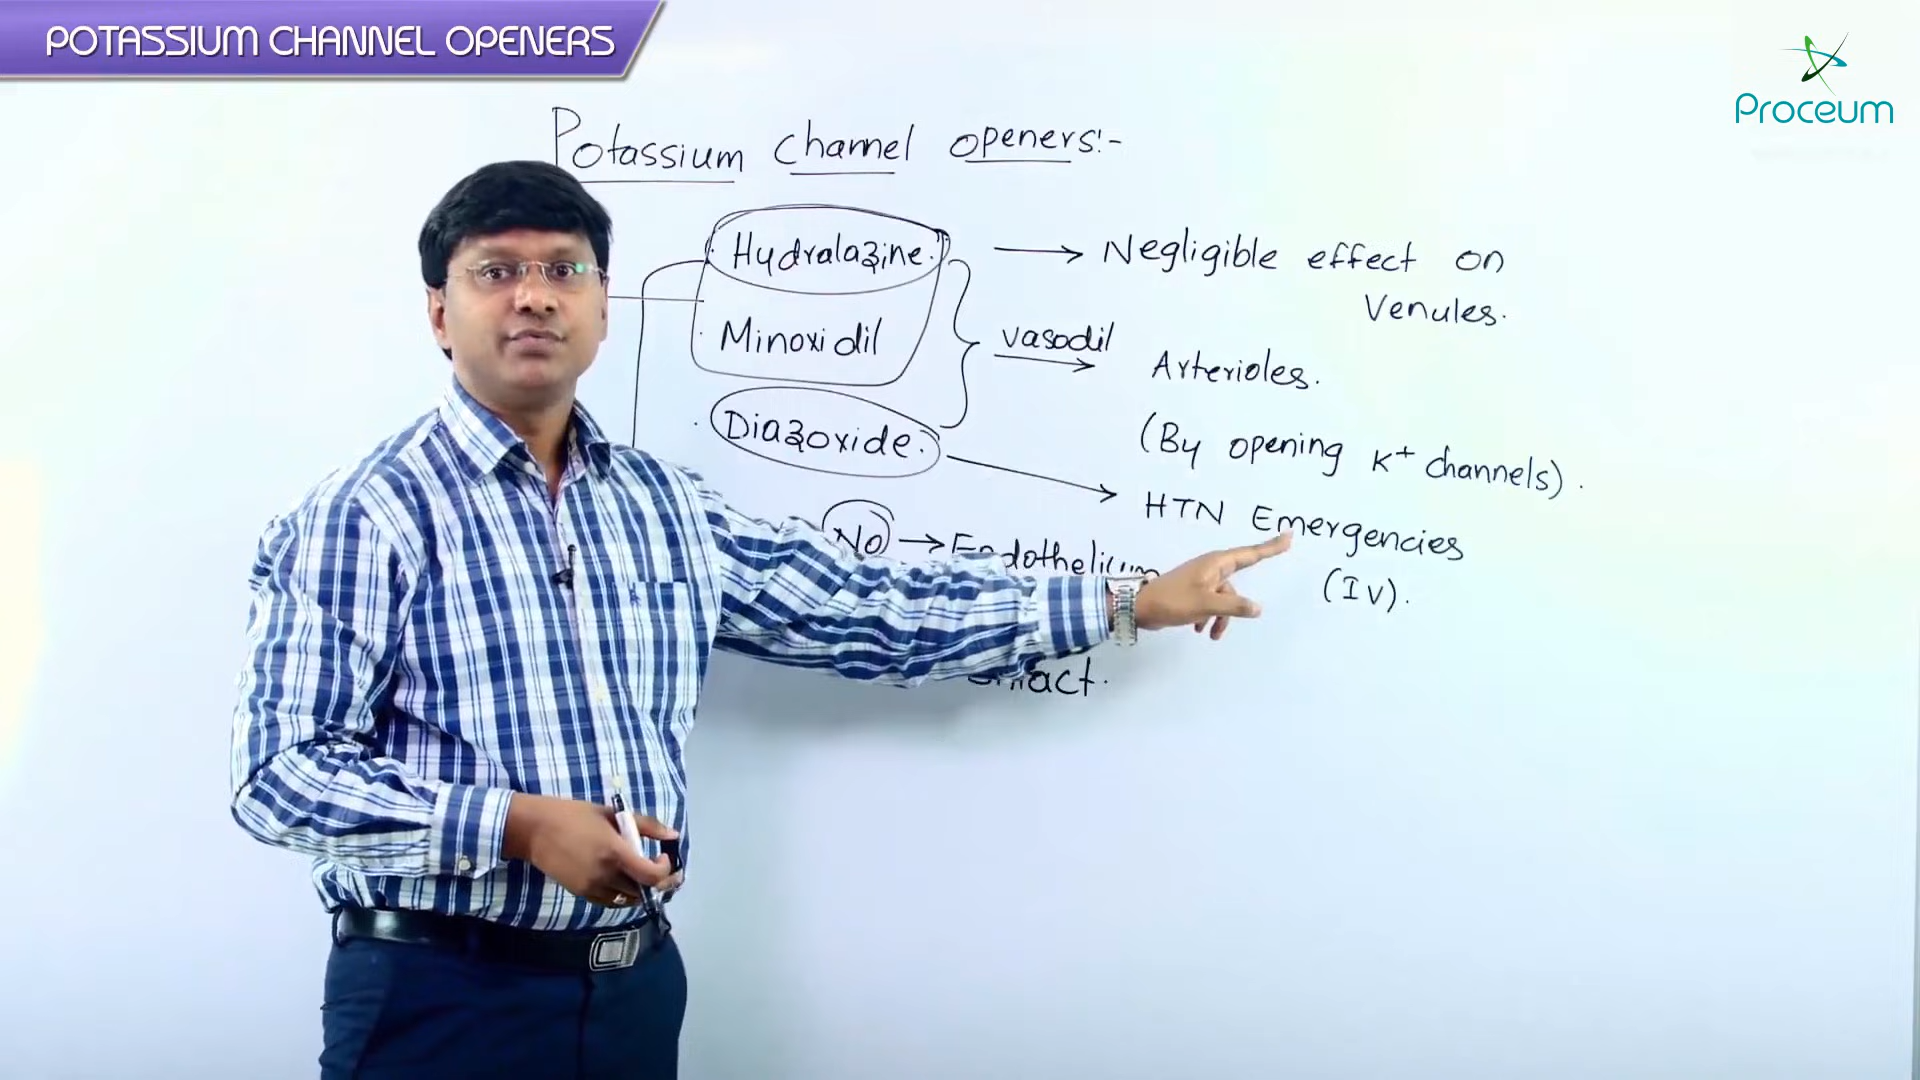 POTASSIUM CHANNEL OPENERS
Proceum
Potassium channel openers:-
Hydralazine. → Negligible effect on
Venules.
Minoxidil
vasodil → Arterioles.
(By opening K+ channels).
Diazoxide. → HTN Emergencies
(IV).
No → Endothelium